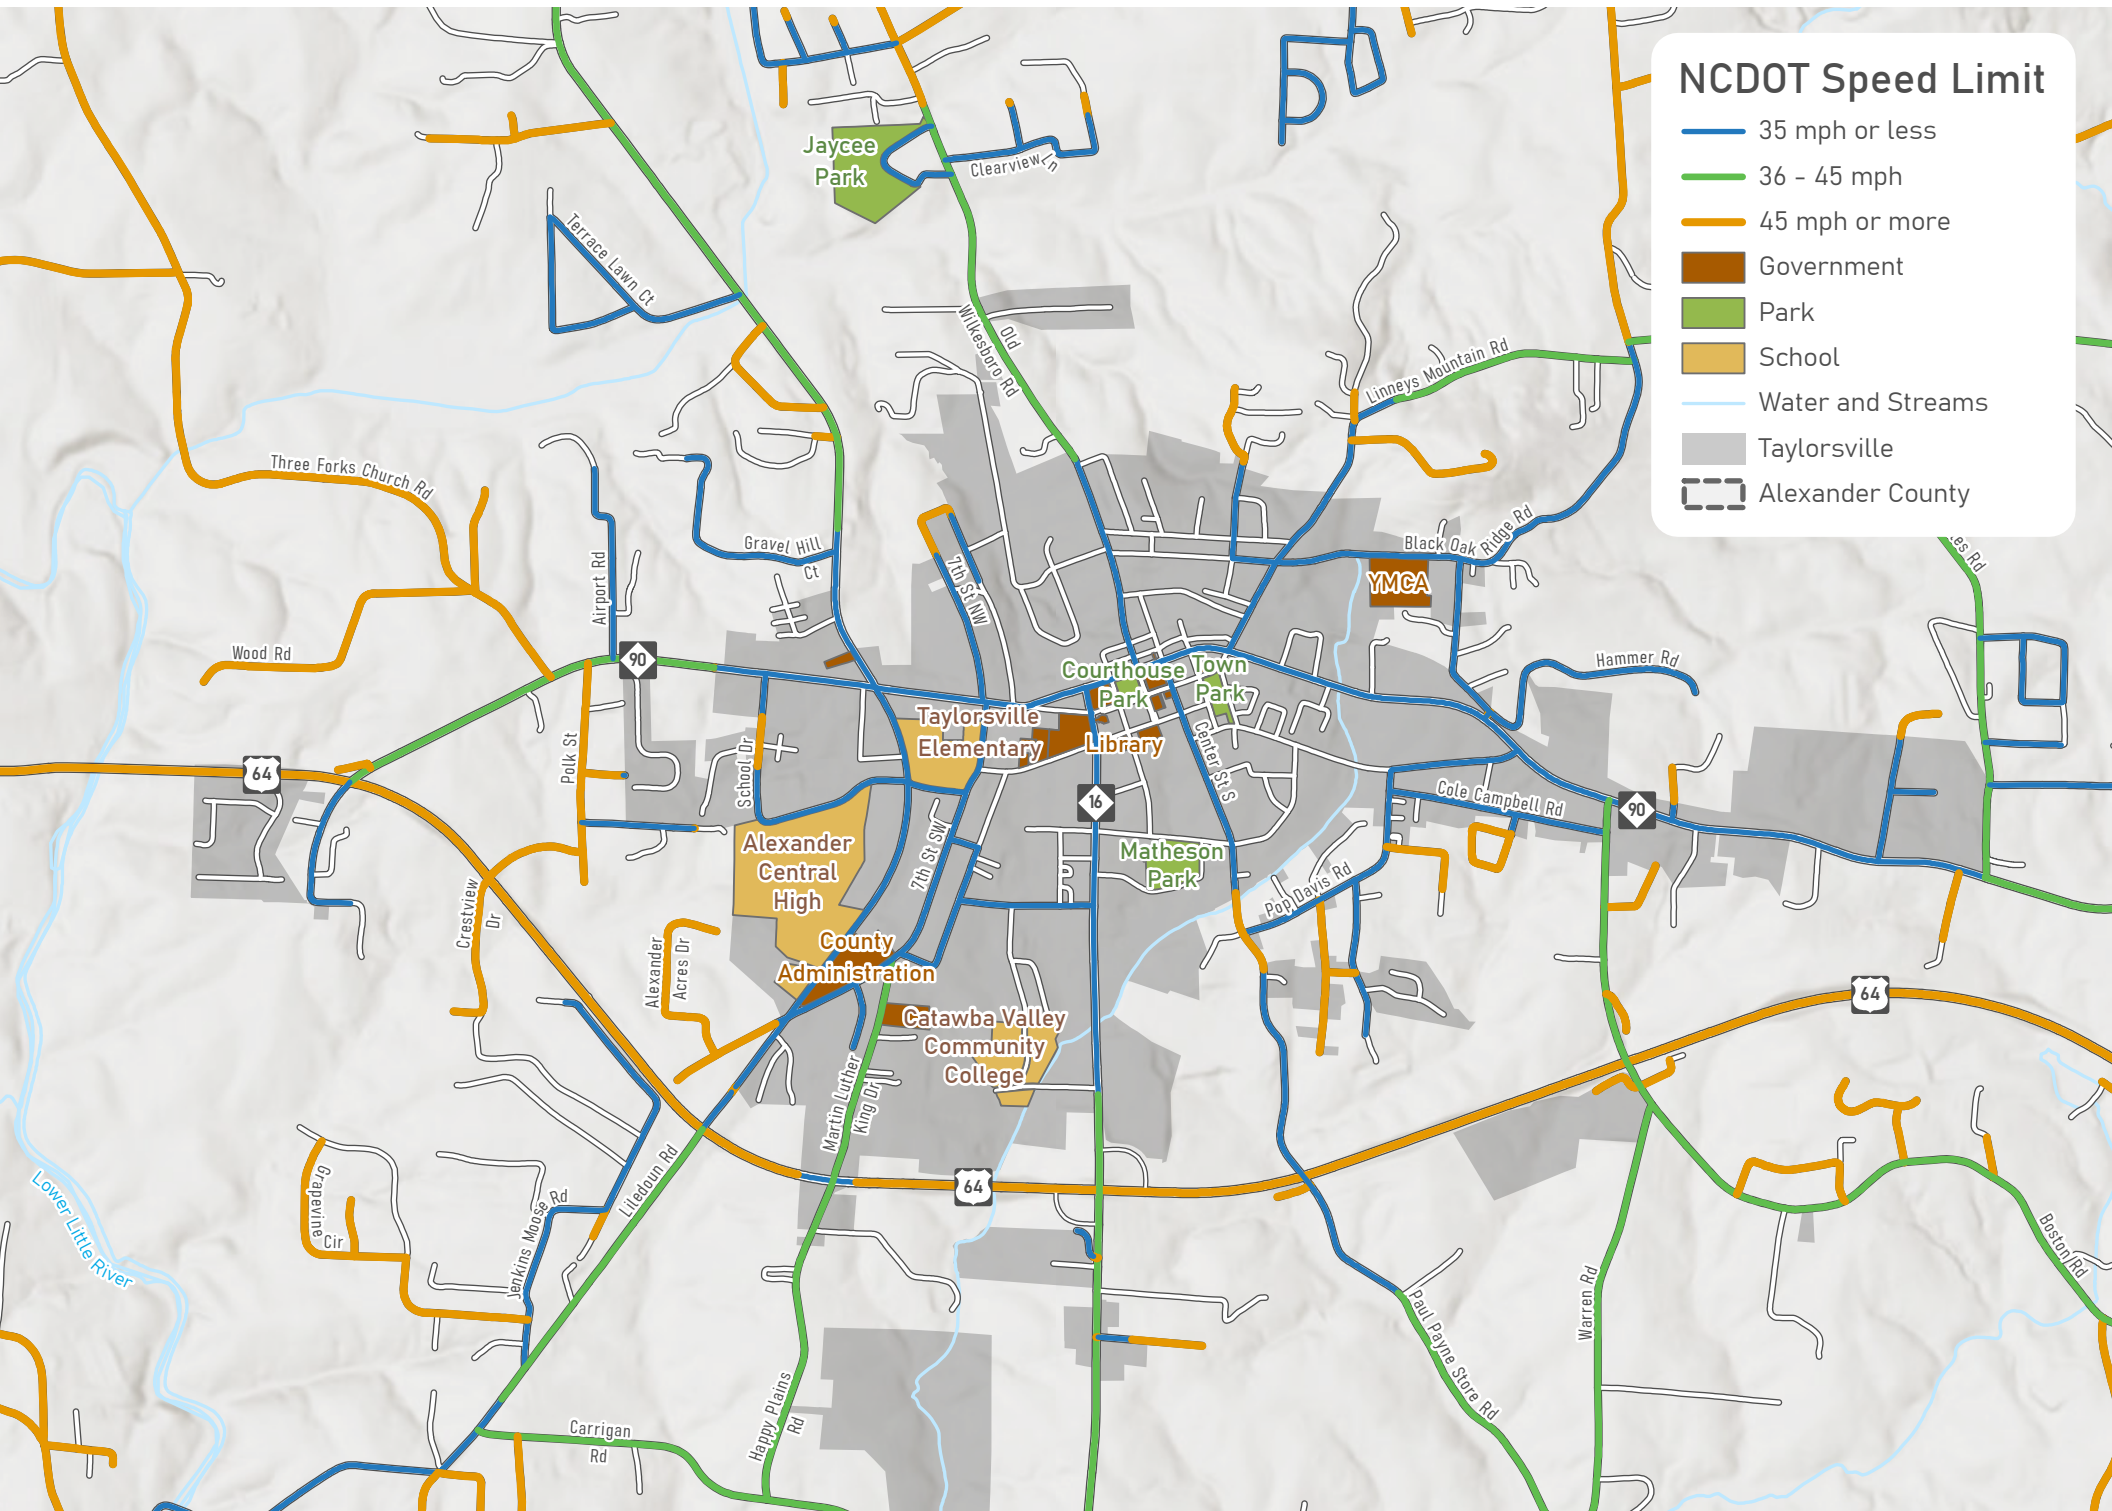 NCDOT Speed Limit
35 mph or less
36 - 45 mph
45 mph or more
Government
Park
School
Water and Streams
Taylorsville
Alexander County
Jaycee
Park
Clearview Ln
Terrace Lawn Ct
Old
Wilkesboro Rd
Linneys Mountain Rd
Three Forks Church Rd
Airport Rd
Gravel Hill
Ct
7th St NW
Black Oak Ridge Rd
YMCA
Wood Rd
90
Hammer Rd
Courthouse
Park
Town
Park
Taylorsville
Elementary
Library
Center St S
64
Polk St
School Dr
16
Cole Campbell Rd
90
Alexander
Central
High
7th St SW
Matheson
Park
Pop Davis Rd
Crestview
Dr
Alexander
Acres Dr
County
Administration
Catawba Valley
Community
College
64
Martin Luther
King Dr
64
Liledoun Rd
Jenkins Moose Rd
Grapevine
Cir
Lower Little River
Happy Plains
Rd
Carrigan
Rd
Paul Payne Store Rd
Warren Rd
Boston Rd